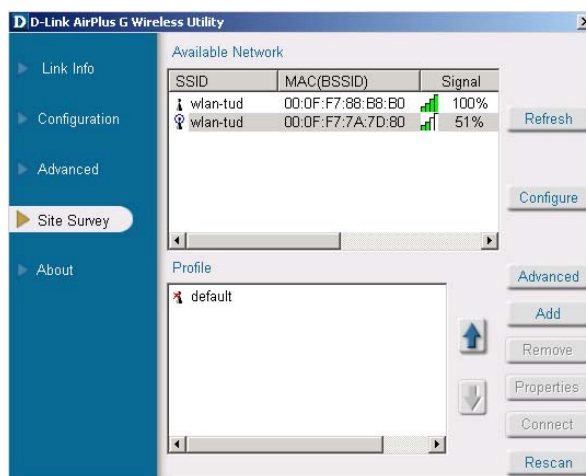 D D-Link AirPlus G Wireless Utility
Link Info
Configuration
Advanced
Site Survey
About
Available Network
SSID MAC(BSSID) Signal
wlan-tud 00:0F:F7:88:B8:B0 100%
wlan-tud 00:0F:F7:7A:7D:80 51%
Refresh
Configure
Profile
default
Advanced
Add
Remove
Properties
Connect
Rescan